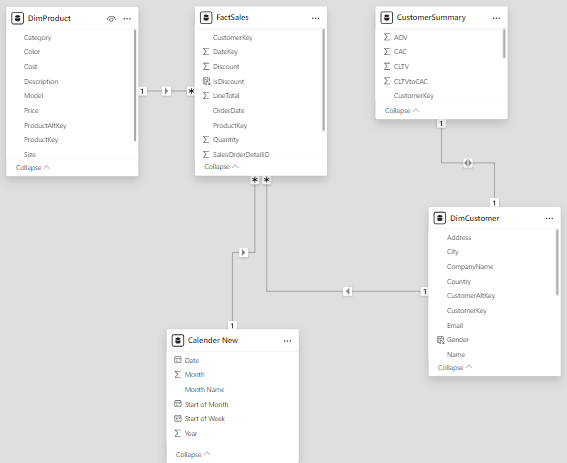 DimProduct
Category
Color
Cost
Description
Model
Price
ProductAltKey
ProductKey
Size
Collapse
FactSales
CustomerKey
DateKey
Discount
IsDiscount
LineTotal
OrderDate
ProductKey
Quantity
SalesOrderDetailID
Collapse
CustomerSummary
AOV
CAC
CLTV
CLTVtoCAC
CustomerKey
Collapse
1
*
1
1
*
*
1
1
DimCustomer
Address
City
CompanyName
Country
CustomerAltKey
CustomerKey
Email
Gender
Name
Collapse
Calender New
Date
Month
Month Name
Start of Month
Start of Week
Year
Collapse